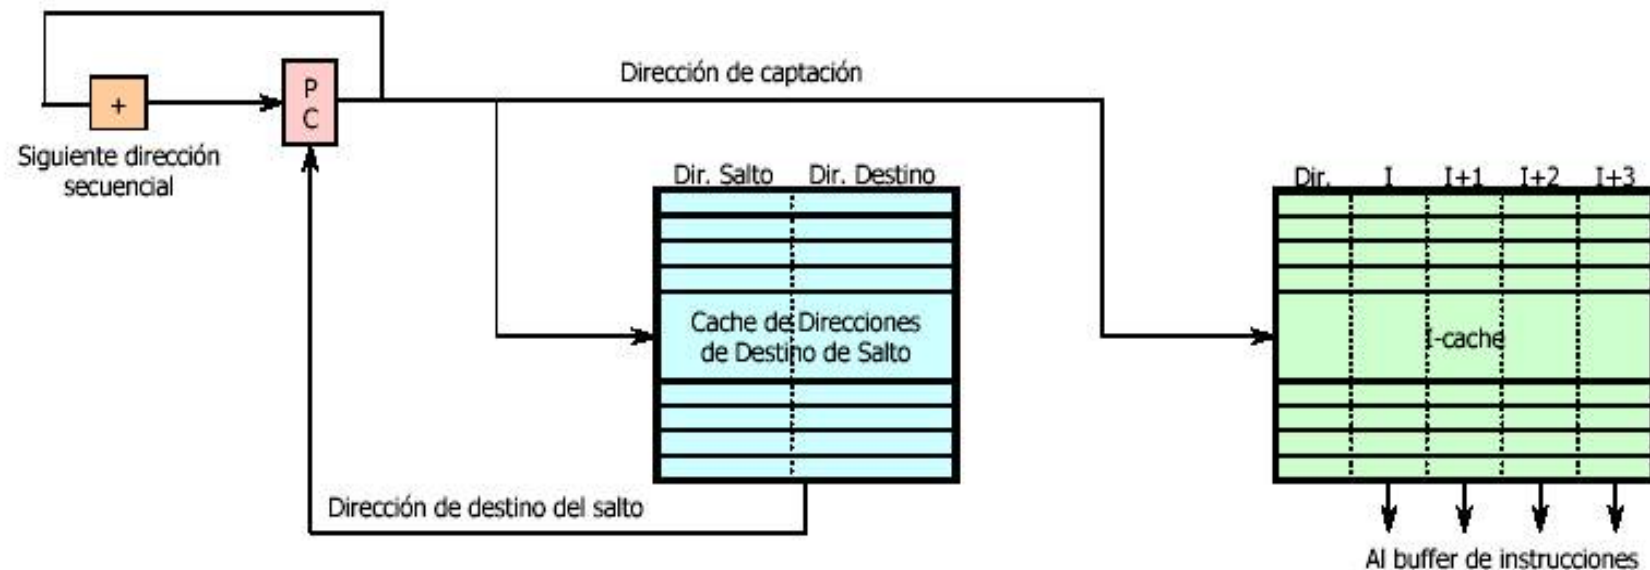 P
C
+
Dirección de captación
Siguiente dirección
secuencial
Dir. Salto Dir. Destino
Dir. I I+1 I+2 I+3
Cache de Direcciones
de Destino de Salto
I-cache
Dirección de destino del salto
Al buffer de instrucciones